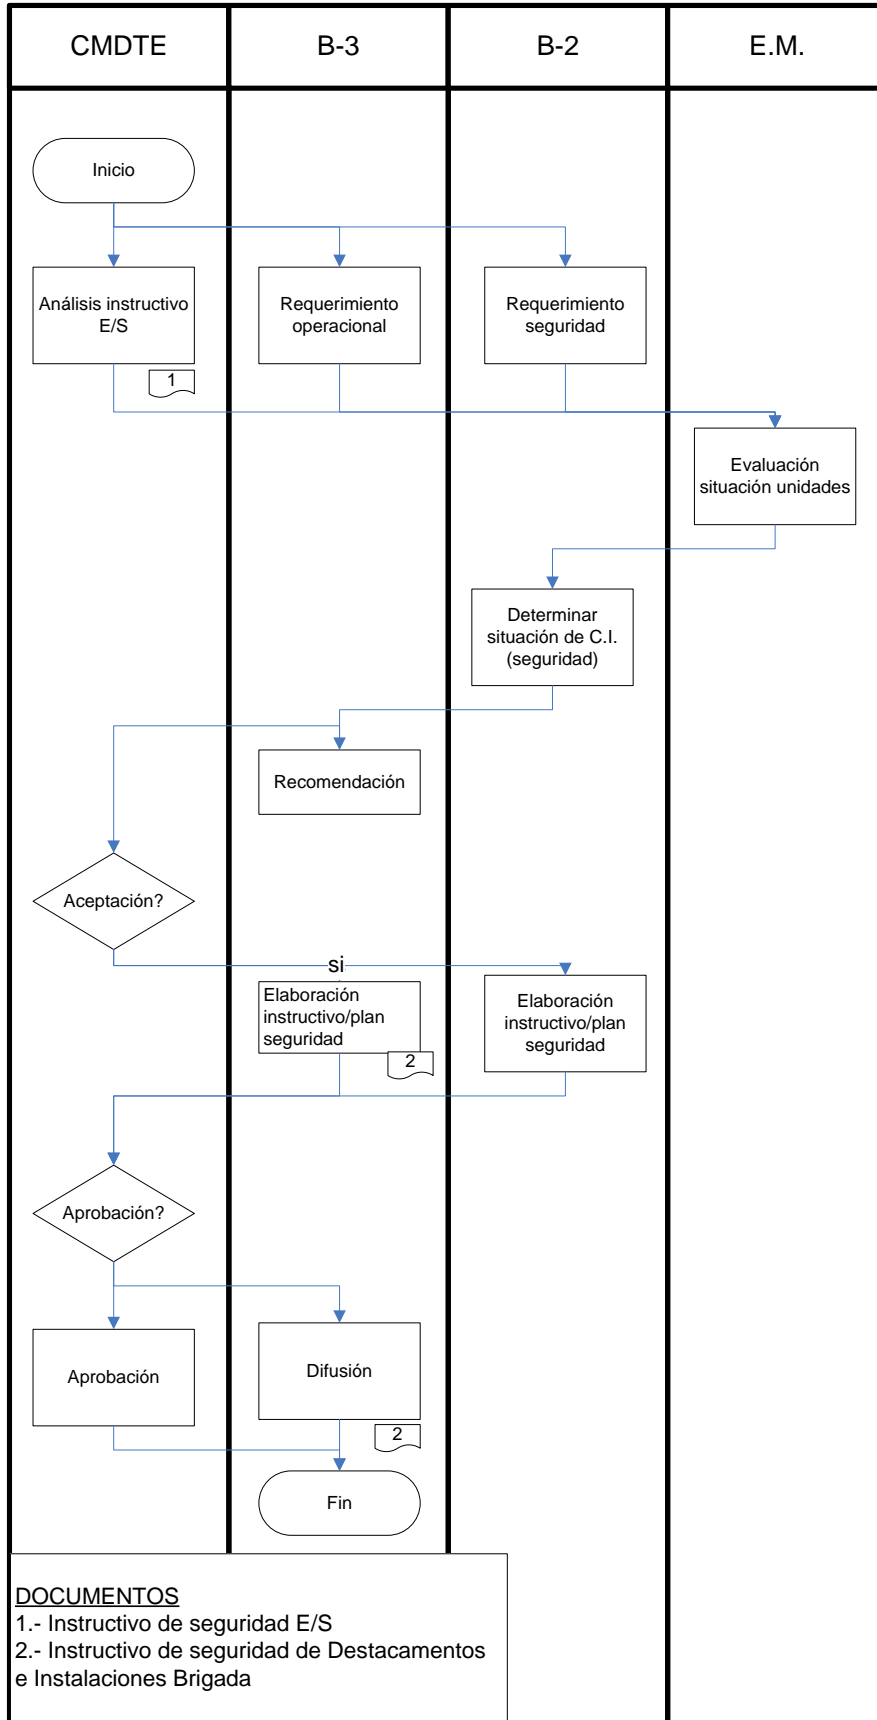 CMDTE
B-3
B-2
E.M.
Inicio
Análisis instructivo
E/S
1
Requerimiento
operacional
Requerimiento
seguridad
Evaluación
situación unidades
Determinar
situación de C.I.
(seguridad)
Recomendación
Aceptación?
si
Elaboración
instructivo/plan
seguridad
2
Elaboración
instructivo/plan
seguridad
Aprobación?
Aprobación
Difusión
2
Fin
DOCUMENTOS
1.- Instructivo de seguridad E/S
2.- Instructivo de seguridad de Destacamentos
e Instalaciones Brigada